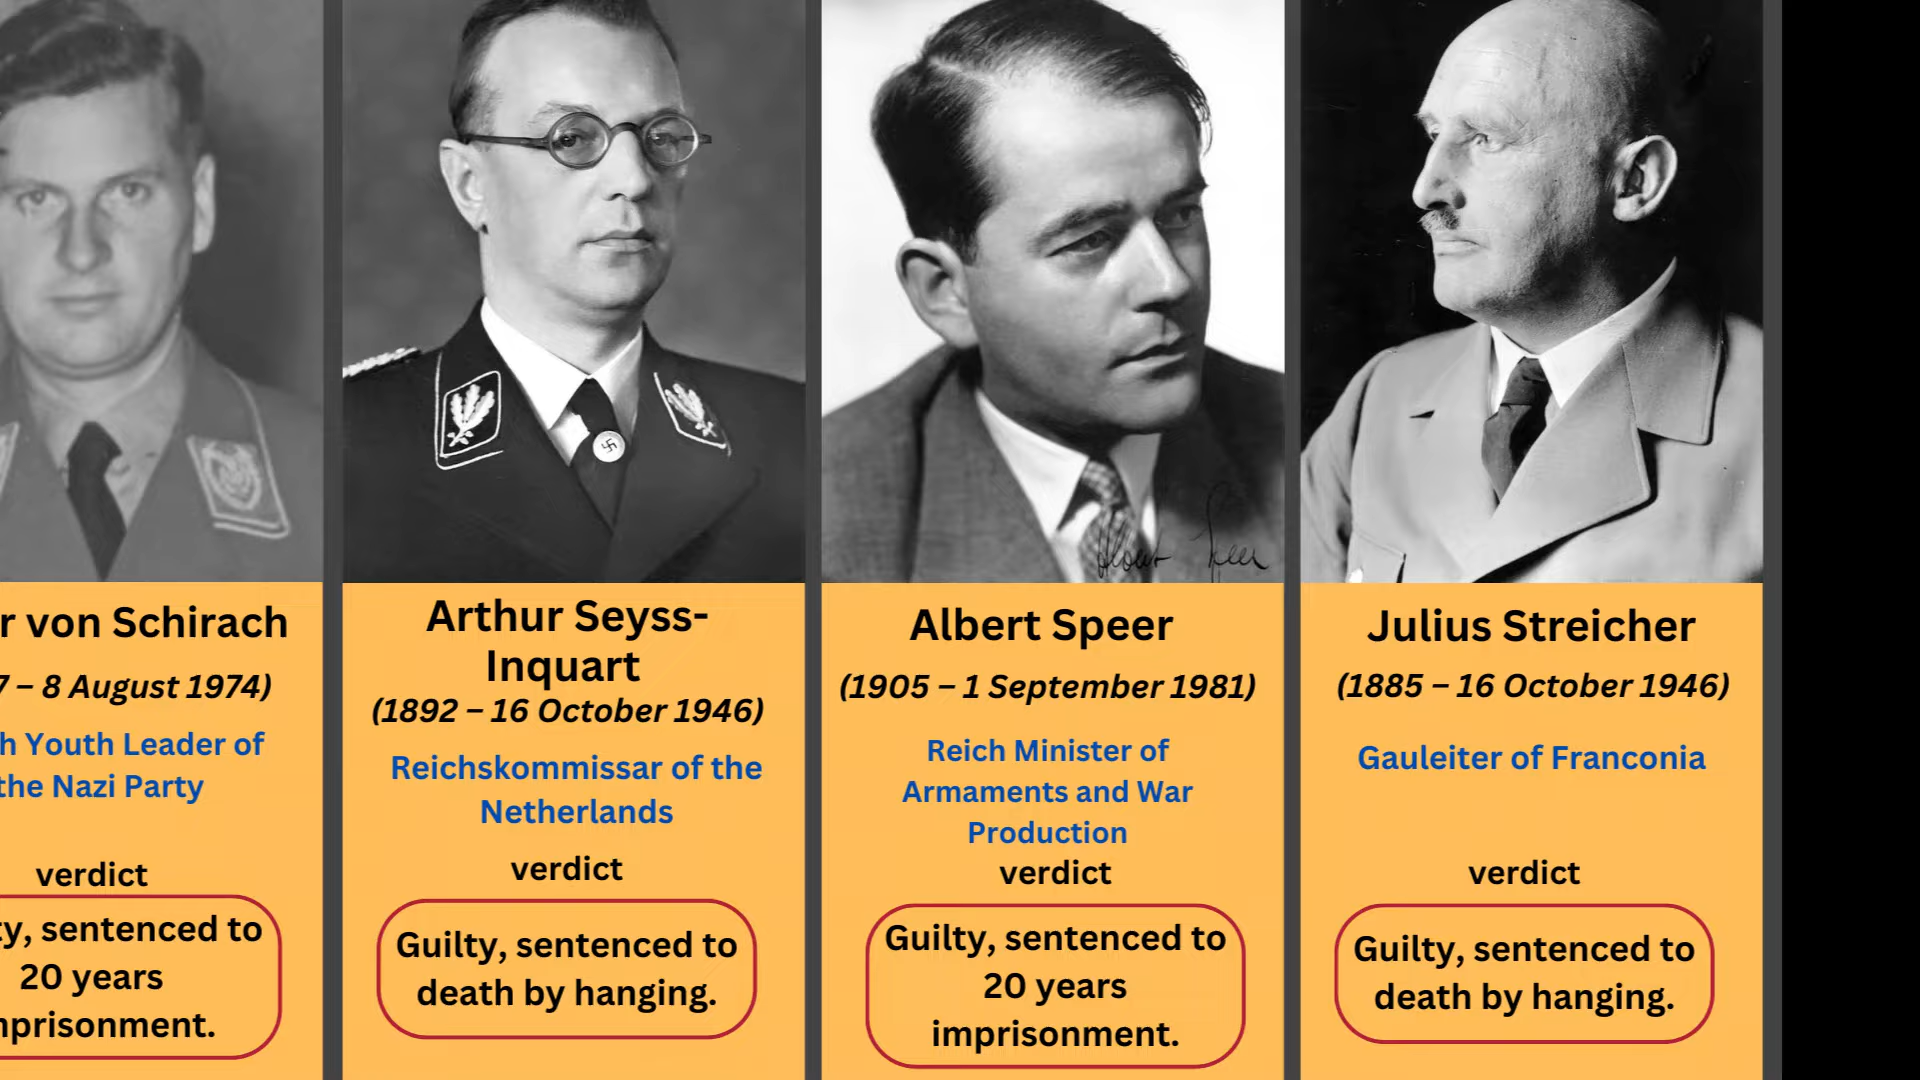 r von Schirach
7 – 8 August 1974)
h Youth Leader of
the Nazi Party
verdict
ty, sentenced to
20 years
nprisonment.
Arthur Seyss-
Inquart
(1892 – 16 October 1946)
Reichskommissar of the
Netherlands
verdict
Guilty, sentenced to
death by hanging.
Albert Speer
Albert Speer
(1905 – 1 September 1981)
Reich Minister of
Armaments and War
Production
verdict
Guilty, sentenced to
20 years
imprisonment.
Julius Streicher
(1885 – 16 October 1946)
Gauleiter of Franconia
verdict
Guilty, sentenced to
death by hanging.